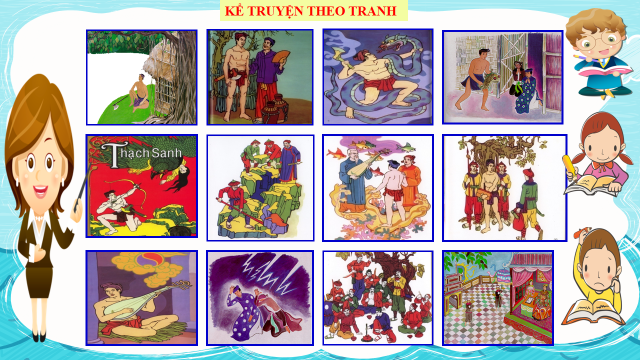 KỂ TRUYỆN THEO TRANH
Thạch Sanh